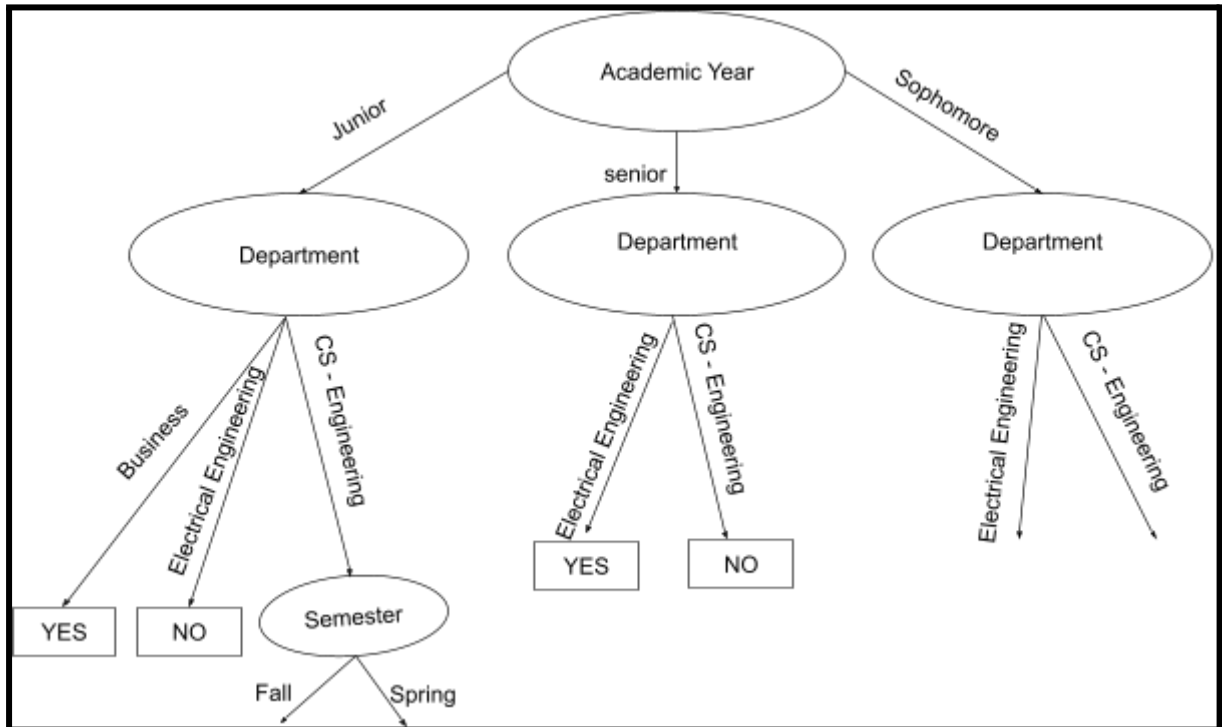 Academic Year
Junior
senior
Sophomore
Department
Department
Department
Business
Electrical Engineering
CS - Engineering
Electrical Engineering
CS - Engineering
Electrical Engineering
CS - Engineering
YES
NO
Semester
YES
NO
Fall
Spring